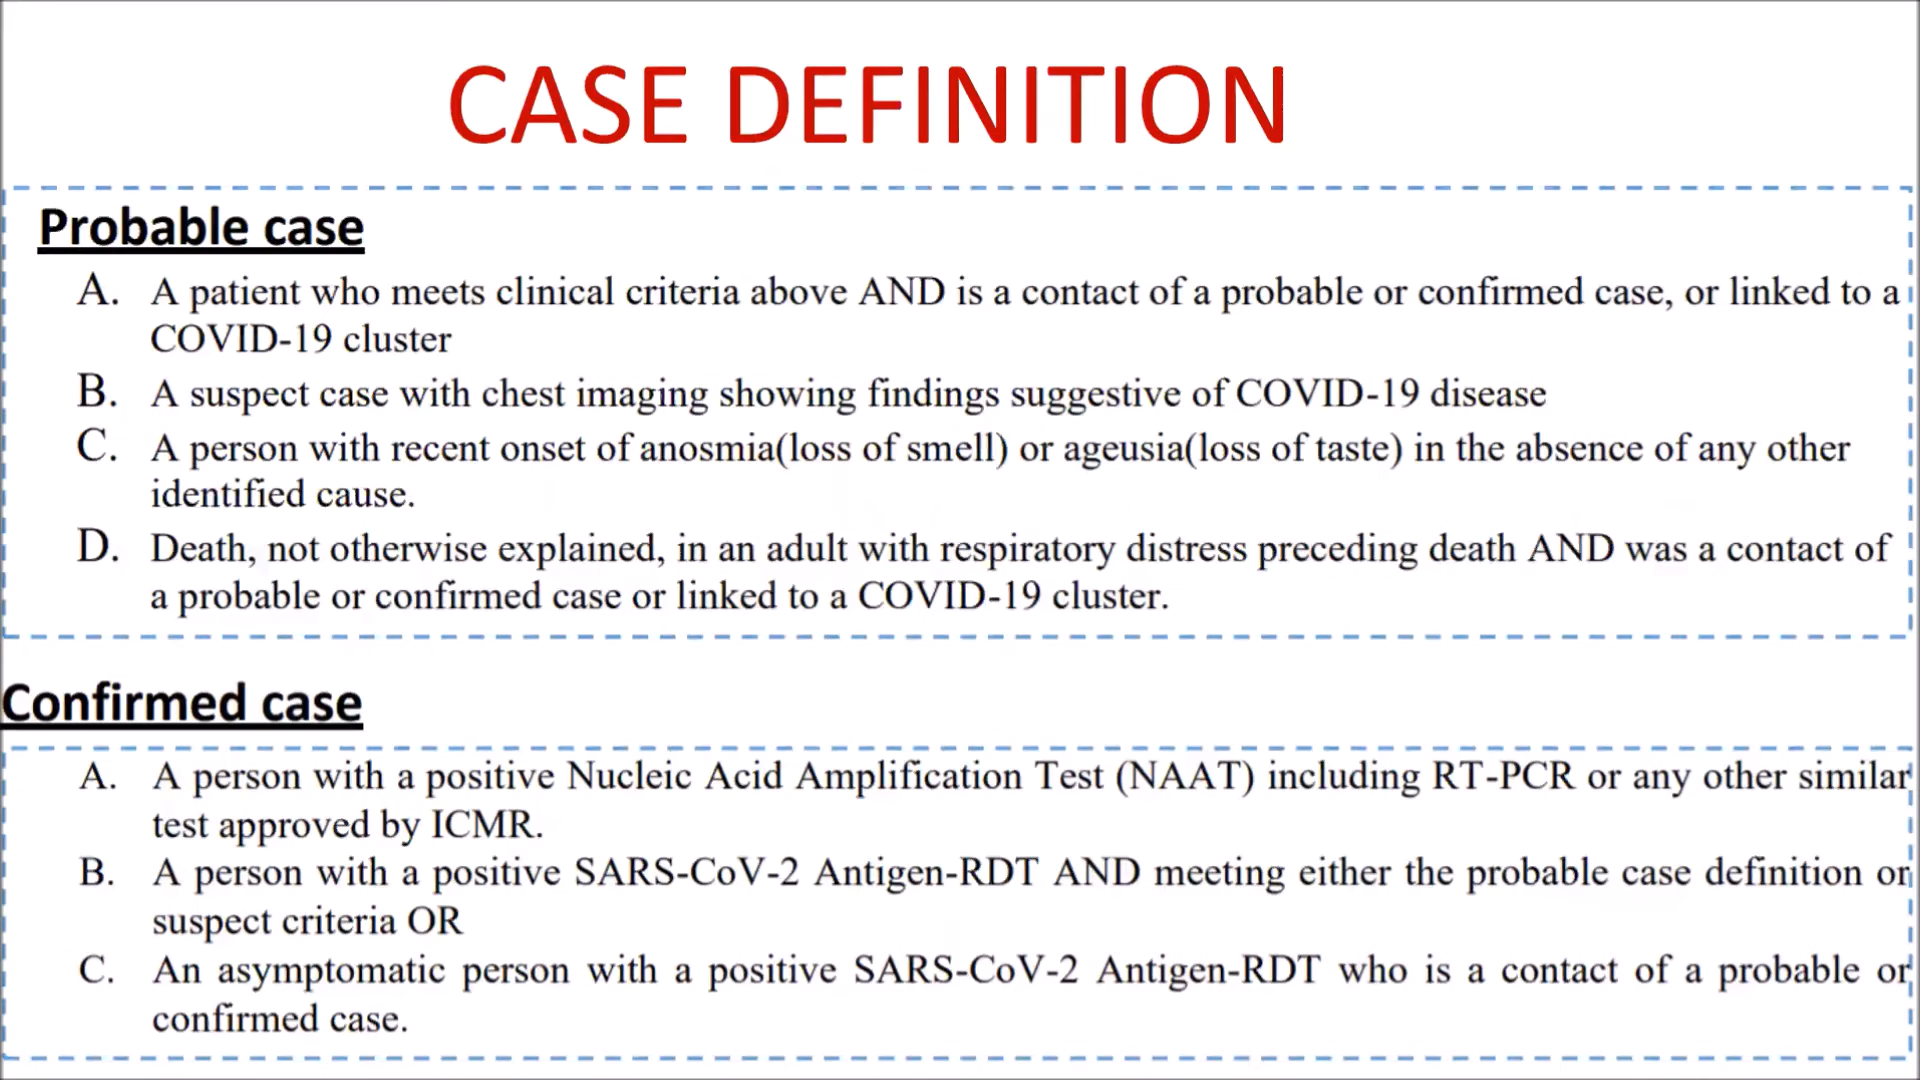 CASE DEFINITION
Probable case
A. A patient who meets clinical criteria above AND is a contact of a probable or confirmed case, or linked to a
COVID-19 cluster
B. A suspect case with chest imaging showing findings suggestive of COVID-19 disease
C. A person with recent onset of anosmia(loss of smell) or ageusia(loss of taste) in the absence of any other
identified cause.
D. Death, not otherwise explained, in an adult with respiratory distress preceding death AND was a contact of
a probable or confirmed case or linked to a COVID-19 cluster.
Confirmed case
A. A person with a positive Nucleic Acid Amplification Test (NAAT) including RT-PCR or any other similar
test approved by ICMR.
B. A person with a positive SARS-CoV-2 Antigen-RDT AND meeting either the probable case definition or
suspect criteria OR
C. An asymptomatic person with a positive SARS-CoV-2 Antigen-RDT who is a contact of a probable or
confirmed case.